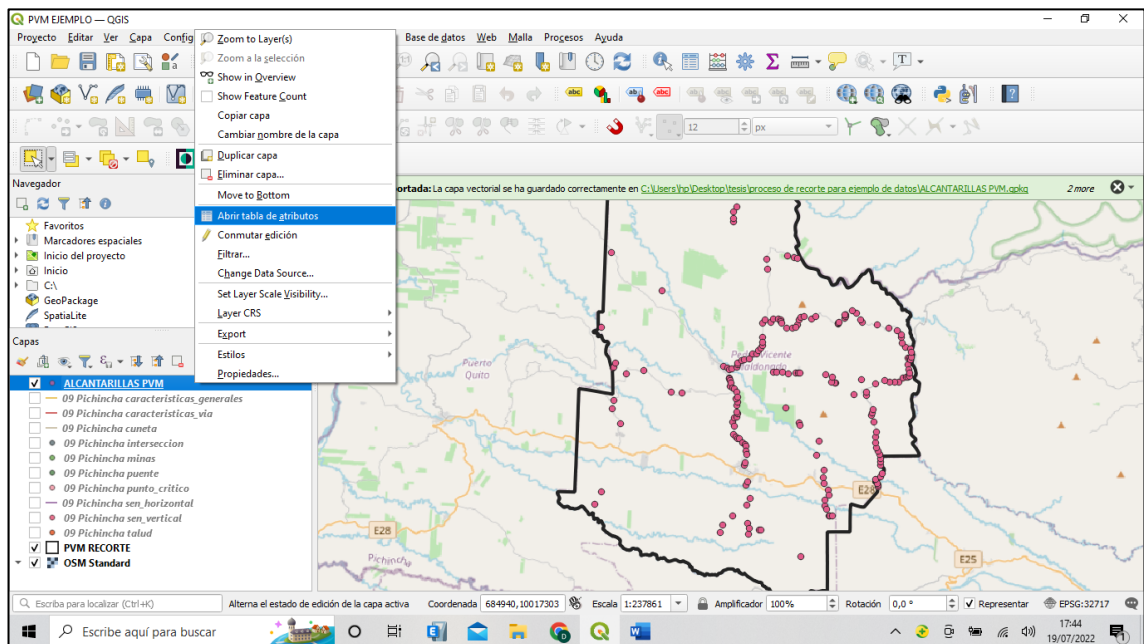 PVM EJEMPLO — QGIS
Proyecto Editar Ver Capa Config
Base de datos Web Malla Procesos Ayuda
Zoom to Layer(s)
Zoom a la selección
Show in Overview
Show Feature Count
Copiar capa
Cambiar nombre de la capa
Duplicar capa
Eliminar capa...
Move to Bottom
Abrir tabla de atributos
Conmutar edición
Filtrar...
Change Data Source...
Set Layer Scale Visibility...
Layer CRS
Export
Estilos
Propiedades...
abc
12 px
ortada: La capa vectorial se ha guardado correctamente en C:\Users\hp\Desktop\tesis\proceso de recorte para ejemplo de datos\ALCANTARILLAS PVM.gpkg 2 more
Navegador
Favoritos
Marcadores espaciales
Inicio del proyecto
Inicio
C:\
GeoPackage
SpatiaLite
Capas
ALCANTARILLAS PVM
09 Pichincha caracteristicas_generales
09 Pichincha caracteristicas_via
09 Pichincha cuneta
09 Pichincha interseccion
09 Pichincha minas
09 Pichincha puente
09 Pichincha punto_critico
09 Pichincha sen_horizontal
09 Pichincha sen_vertical
09 Pichincha talud
PVM RECORTE
OSM Standard
Puerto
Quito
Pedro Vicente
Maldonado
E28
E28
E25
Pichincha
Escriba para localizar (Ctrl+K) Alterna el estado de edición de la capa activa Coordenada 684940,10017303 Escala 1:237861 Amplificador 100% Rotación 0,0 ° Representar EPSG:32717
Escribe aquí para buscar
17:44
19/07/2022